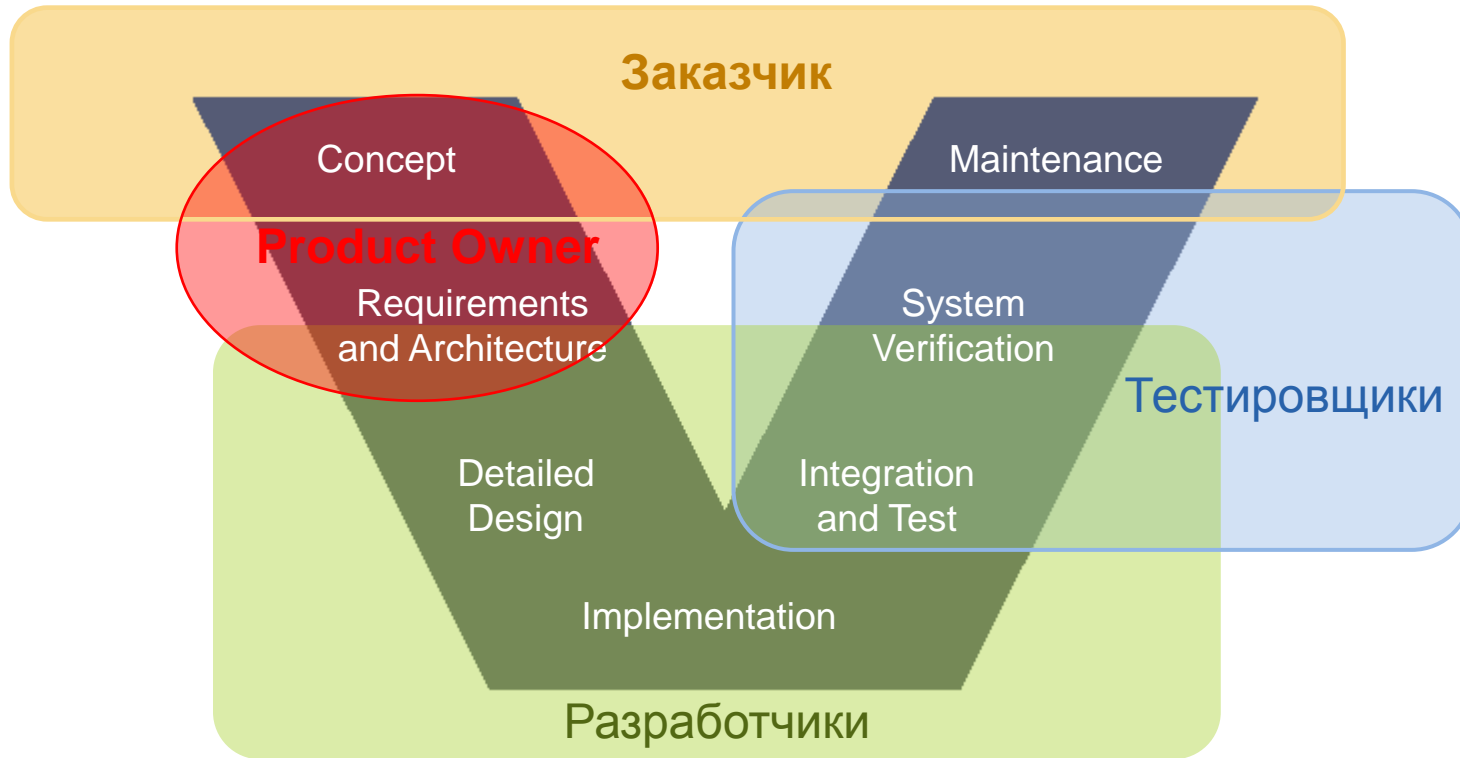 Заказчик
Concept
Maintenance
Product Owner
Requirements
and Architecture
System
Verification
Тестировщики
Detailed
Design
Integration
and Test
Implementation
Разработчики